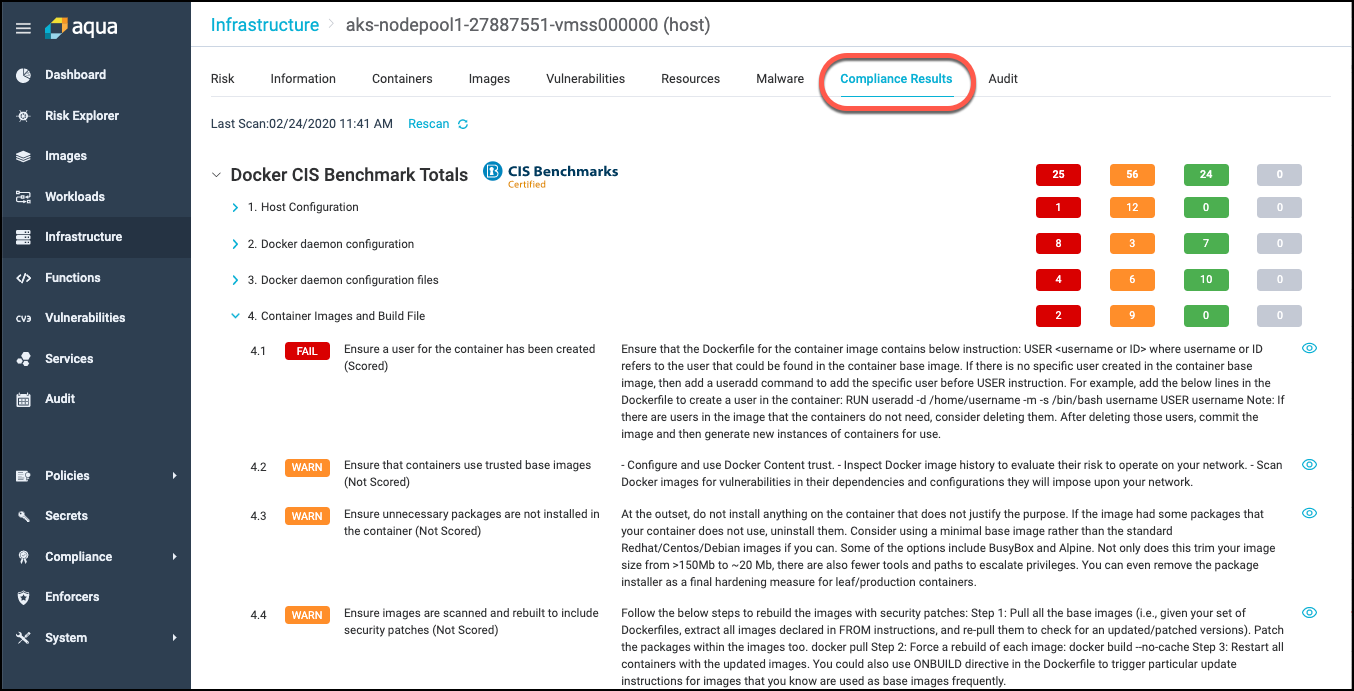 aqua
Infrastructure > aks-nodepool1-27887551-vmss000000 (host)
Dashboard
Risk Explorer
Images
Workloads
Infrastructure
Functions
CVE
Vulnerabilities
Services
Audit
Policies
Secrets
Compliance
Enforcers
System
Risk
Information
Containers
Images
Vulnerabilities
Resources
Malware
Compliance Results
Audit
Last Scan:02/24/2020 11:41 AM Rescan
Docker CIS Benchmark Totals
CIS Benchmarks
Certified
25 56 24 0
1. Host Configuration 1 12 0 0
2. Docker daemon configuration 8 3 7 0
3. Docker daemon configuration files 4 6 10 0
4. Container Images and Build File 2 9 0 0
4.1 FAIL
Ensure a user for the container has been created
(Scored)
Ensure that the Dockerfile for the container image contains below instruction: USER <username or ID> where username or ID
refers to the user that could be found in the container base image. If there is no specific user created in the container base
image, then add a useradd command to add the specific user before USER instruction. For example, add the below lines in the
Dockerfile to create a user in the container: RUN useradd -d /home/username -m -s /bin/bash username USER username Note: If
there are users in the image that the containers do not need, consider deleting them. After deleting those users, commit the
image and then generate new instances of containers for use.
4.2 WARN
Ensure that containers use trusted base images
(Not Scored)
- Configure and use Docker Content trust. - Inspect Docker image history to evaluate their risk to operate on your network. - Scan
Docker images for vulnerabilities in their dependencies and configurations they will impose upon your network.
4.3 WARN
Ensure unnecessary packages are not installed in
the container (Not Scored)
At the outset, do not install anything on the container that does not justify the purpose. If the image had some packages that
your container does not use, uninstall them. Consider using a minimal base image rather than the standard
Redhat/Centos/Debian images if you can. Some of the options include BusyBox and Alpine. Not only does this trim your image
size from >150Mb to ~20 Mb, there are also fewer tools and paths to escalate privileges. You can even remove the package
installer as a final hardening measure for leaf/production containers.
4.4 WARN
Ensure images are scanned and rebuilt to include
security patches (Not Scored)
Follow the below steps to rebuild the images with security patches: Step 1: Pull all the base images (i.e., given your set of
Dockerfiles, extract all images declared in FROM instructions, and re-pull them to check for an updated/patched versions). Patch
the packages within the images too. docker pull Step 2: Force a rebuild of each image: docker build --no-cache Step 3: Restart all
containers with the updated images. You could also use ONBUILD directive in the Dockerfile to trigger particular update
instructions for images that you know are used as base images frequently.